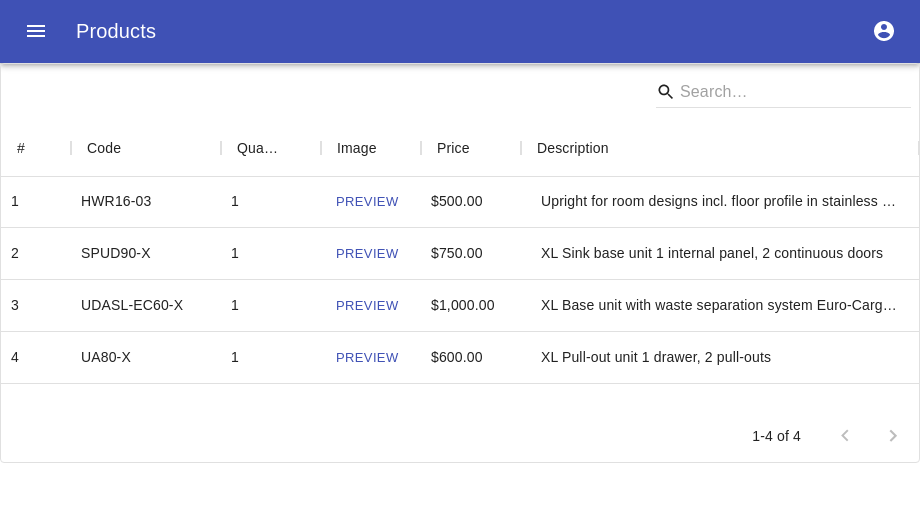 Products
Search…
# Code Qua… Image Price Description
1 HWR16-03 1 PREVIEW $500.00 Upright for room designs incl. floor profile in stainless …
2 SPUD90-X 1 PREVIEW $750.00 XL Sink base unit 1 internal panel, 2 continuous doors
3 UDASL-EC60-X 1 PREVIEW $1,000.00 XL Base unit with waste separation system Euro-Carg…
4 UA80-X 1 PREVIEW $600.00 XL Pull-out unit 1 drawer, 2 pull-outs
1-4 of 4